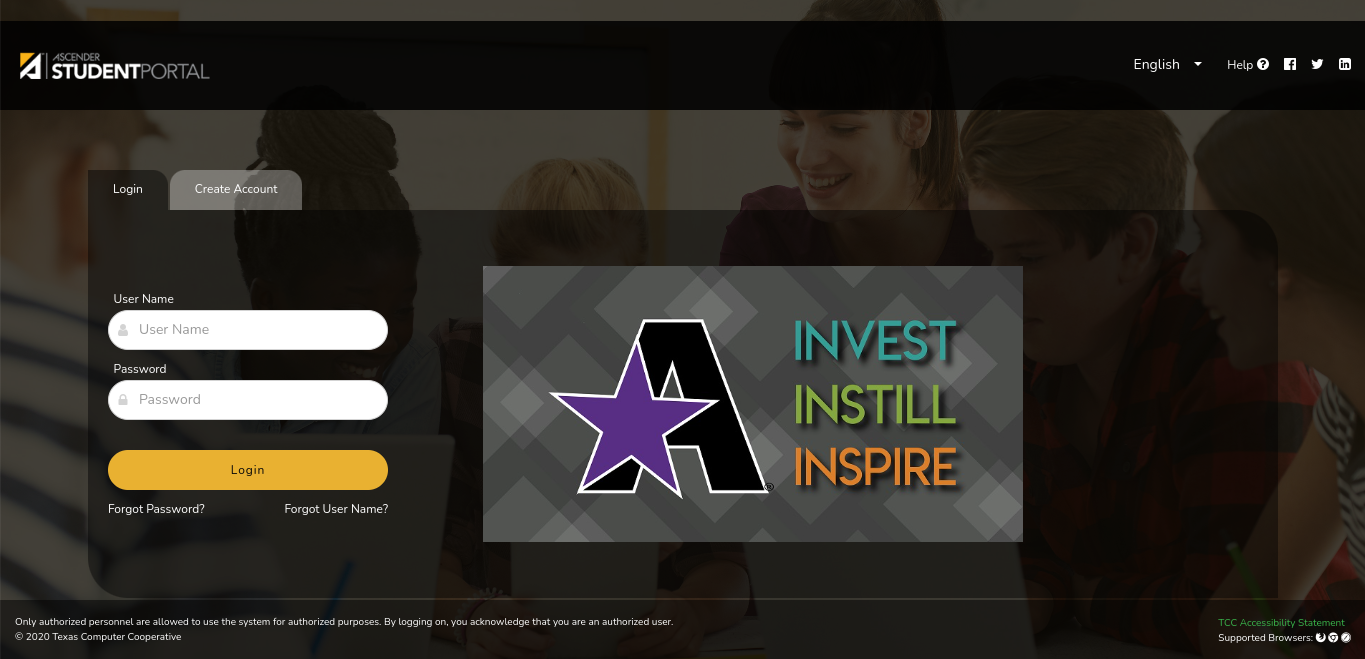 ASCENDER
STUDENTPORTAL
English
Help
Login
Create Account
User Name
User Name
Password
Password
Login
Forgot Password?
Forgot User Name?
A
®
INVEST
INSTILL
INSPIRE
Only authorized personnel are allowed to use the system for authorized purposes. By logging on, you acknowledge that you are an authorized user.
© 2020 Texas Computer Cooperative
TCC Accessibility Statement
Supported Browsers: